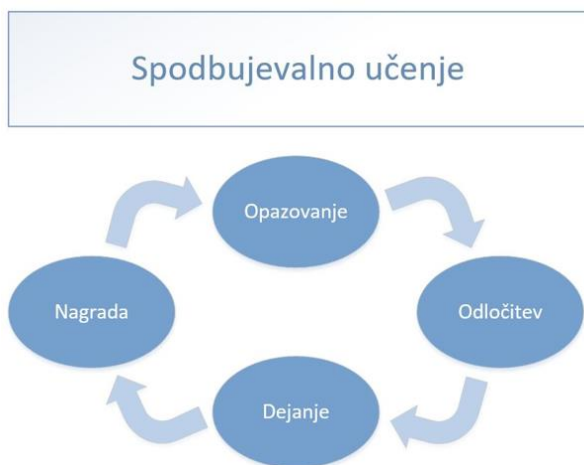 Spodbujevalno učenje
Opazovanje
Odločitev
Dejanje
Nagrada